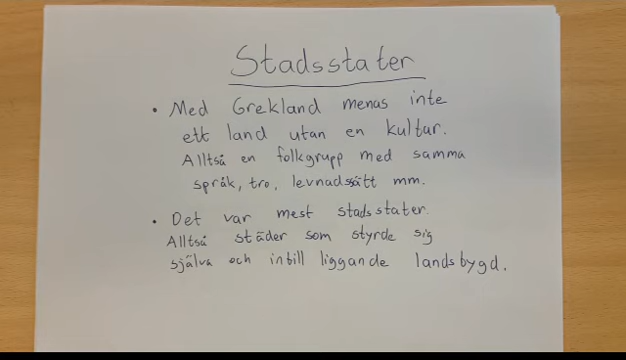 Stadsstater
• Med Grekland menas inte
ett land utan en kultur.
Alltså en folkgrupp med samma
språk, tro, levnadssätt mm.
• Det var mest stadsstater.
Alltså städer som styrde sig
själva och intill liggande landsbygd.